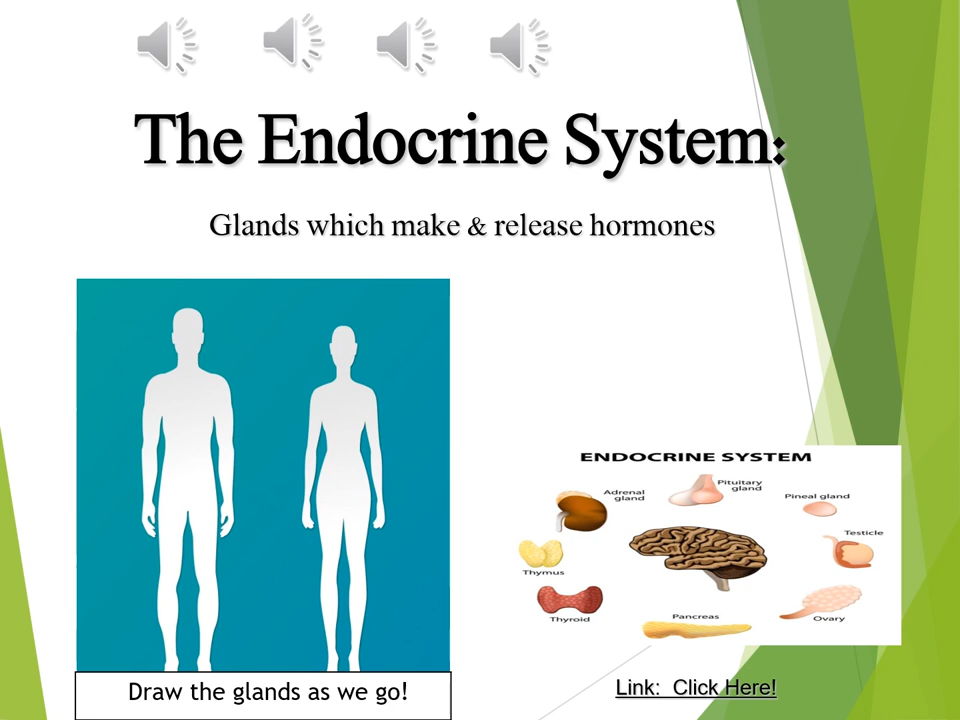 The Endocrine System:
Glands which make & release hormones
ENDOCRINE SYSTEM
Adrenal
gland
Pituitary
gland
Pineal gland
Testicle
Thymus
Thyroid
Pancreas
Ovary
Draw the glands as we go!
Link:  Click Here!